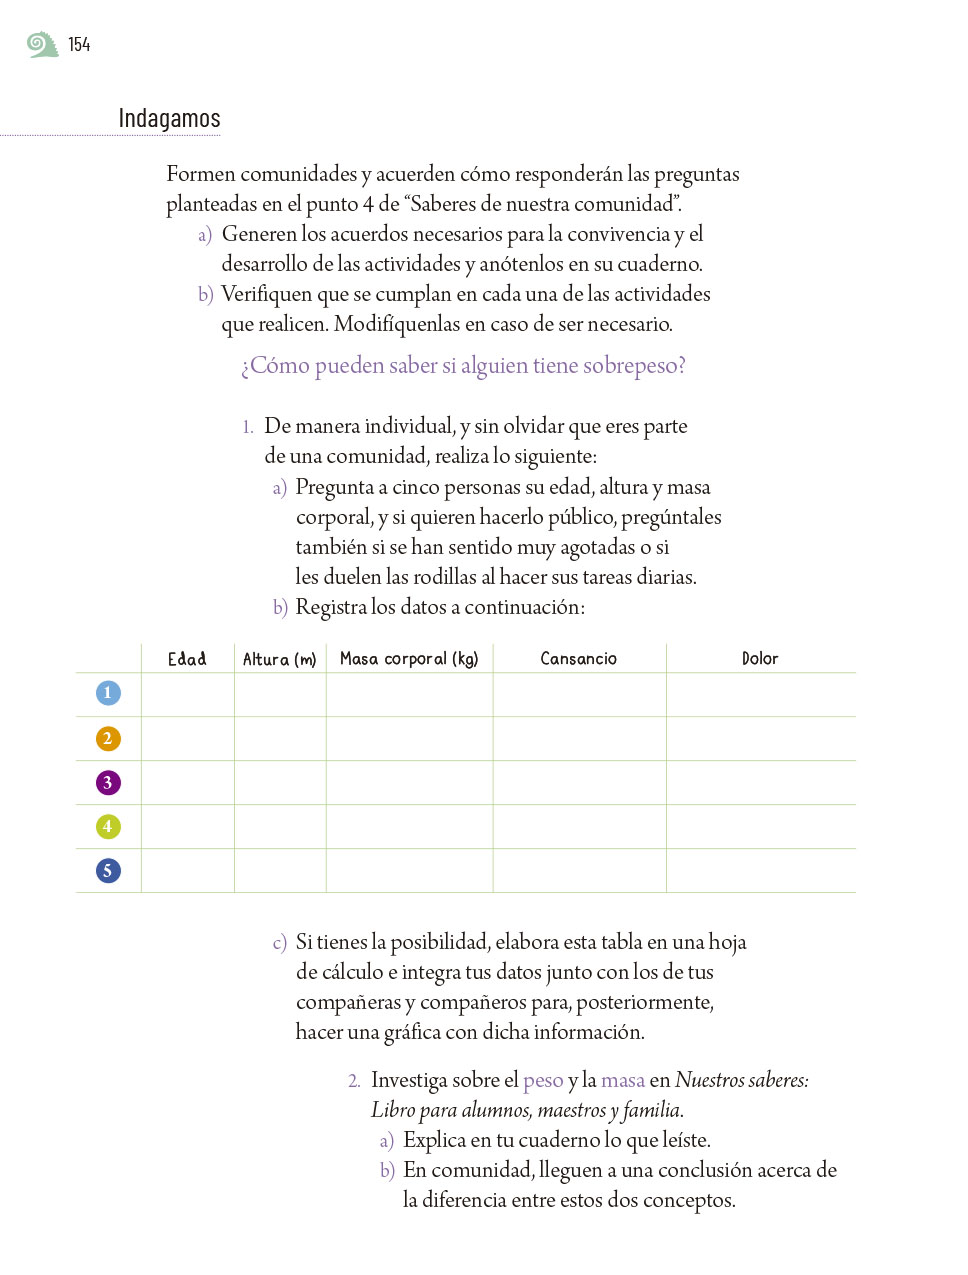 154
Indagamos
Formen comunidades y acuerden cómo responderán las preguntas
planteadas en el punto 4 de “Saberes de nuestra comunidad”.
a) Generen los acuerdos necesarios para la convivencia y el
desarrollo de las actividades y anótenlos en su cuaderno.
b) Verifiquen que se cumplan en cada una de las actividades
que realicen. Modifíquenlas en caso de ser necesario.
¿Cómo pueden saber si alguien tiene sobrepeso?
1. De manera individual, y sin olvidar que eres parte
de una comunidad, realiza lo siguiente:
a) Pregunta a cinco personas su edad, altura y masa
corporal, y si quieren hacerlo público, pregúntales
también si se han sentido muy agotadas o si
les duelen las rodillas al hacer sus tareas diarias.
b) Registra los datos a continuación:
Edad Altura (m) Masa corporal (kg) Cansancio Dolor
1
2
3
4
5
c) Si tienes la posibilidad, elabora esta tabla en una hoja
de cálculo e integra tus datos junto con los de tus
compañeras y compañeros para, posteriormente,
hacer una gráfica con dicha información.
2. Investiga sobre el peso y la masa en Nuestros saberes:
Libro para alumnos, maestros y familia.
a) Explica en tu cuaderno lo que leíste.
b) En comunidad, lleguen a una conclusión acerca de
la diferencia entre estos dos conceptos.